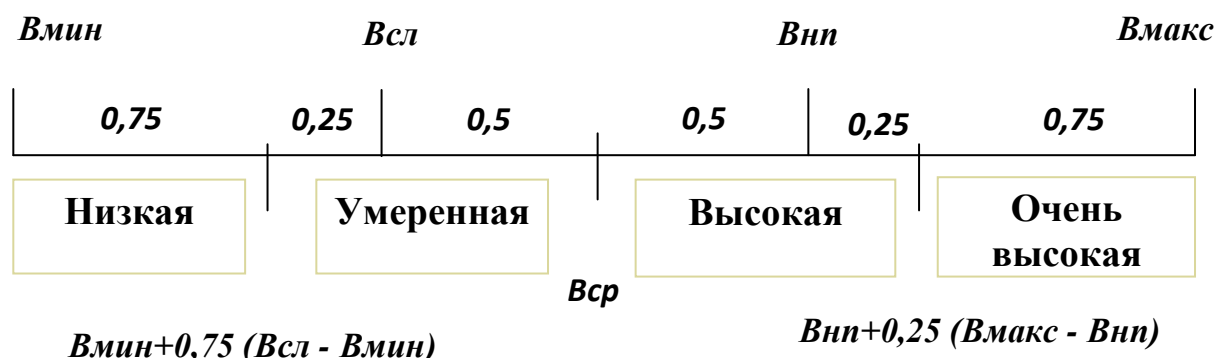 Вмин Всл Внп Вмакс
0,75 0,25 0,5 0,5 0,25 0,75
Низкая Умеренная Высокая Очень
высокая
Вср
Вмин+0,75 (Всл - Вмин) Внп+0,25 (Вмакс - Внп)